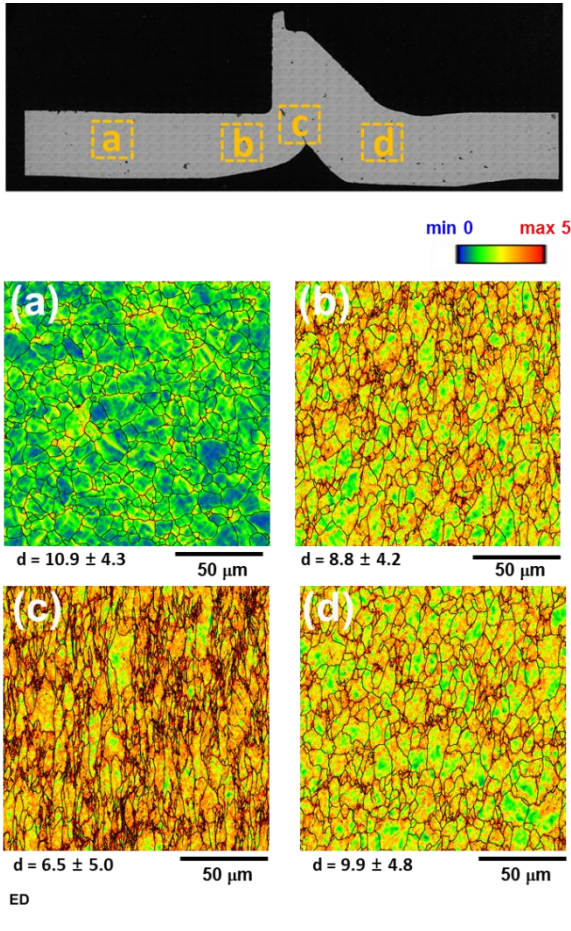 a
b
c
d
min 0 max 5
(a)
(b)
d = 10.9 ± 4.3
50 μm
d = 8.8 ± 4.2
50 μm
(c)
(d)
d = 6.5 ± 5.0
50 μm
d = 9.9 ± 4.8
50 μm
ED